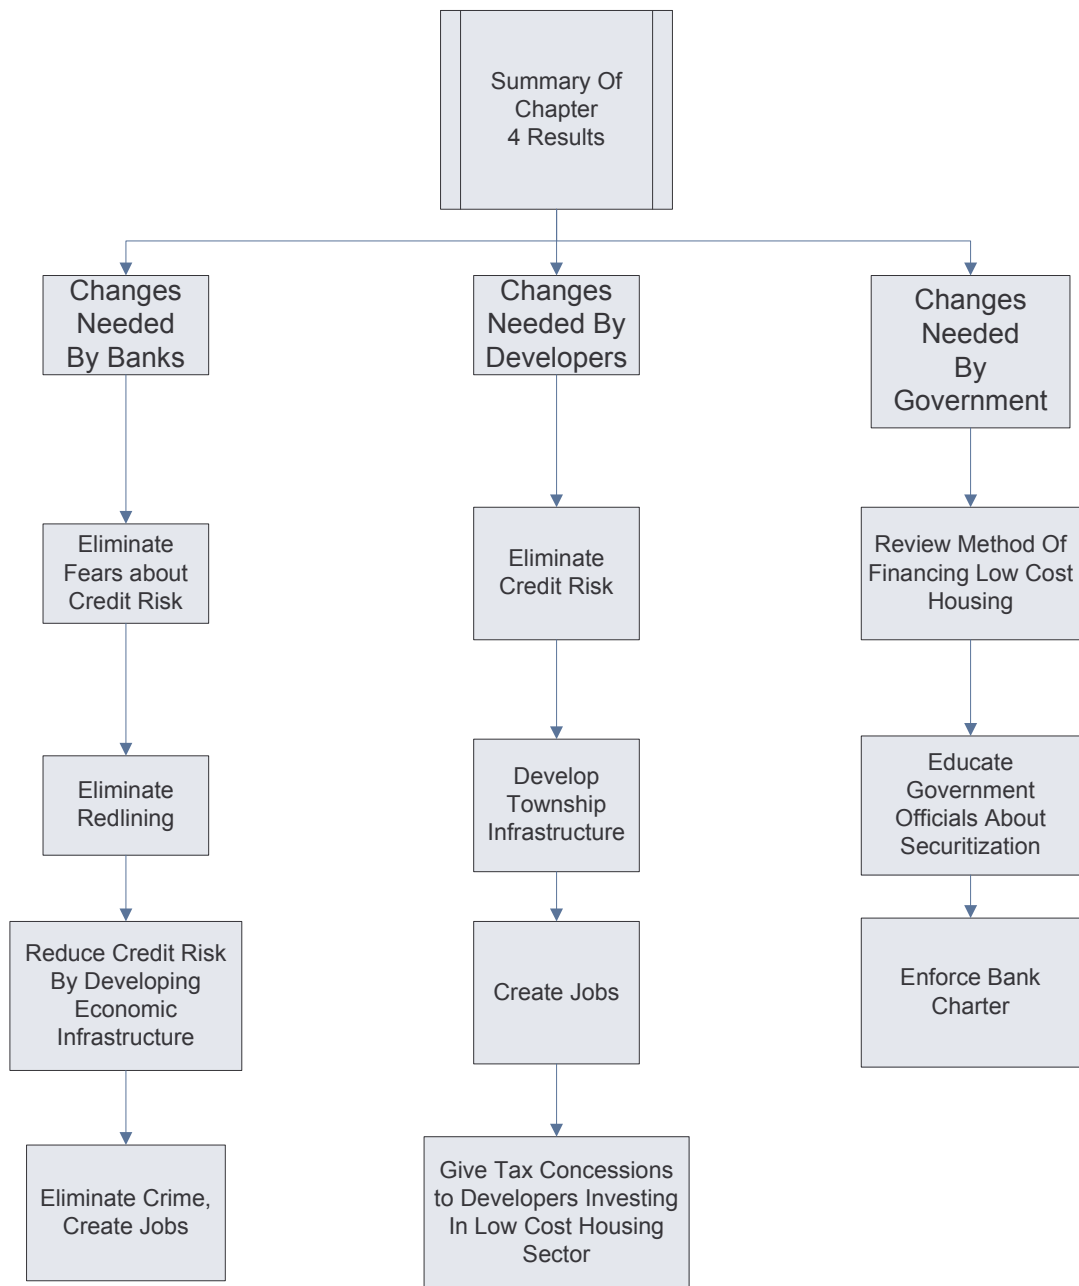 Summary Of
Chapter
4 Results
Changes
Needed
By Banks
Changes
Needed By
Developers
Changes
Needed
By
Government
Eliminate
Fears about
Credit Risk
Eliminate
Credit Risk
Review Method Of
Financing Low Cost
Housing
Eliminate
Redlining
Develop
Township
Infrastructure
Educate
Government
Officials About
Securitization
Reduce Credit Risk
By Developing
Economic
Infrastructure
Create Jobs
Enforce Bank
Charter
Eliminate Crime,
Create Jobs
Give Tax Concessions
to Developers Investing
In Low Cost Housing
Sector